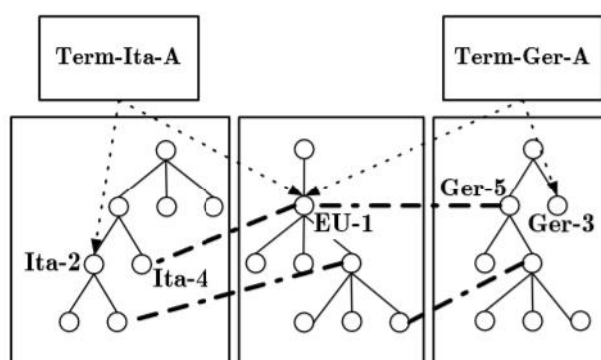 Term-Ita-A
Term-Ger-A
Ger-5
EU-1
Ger-3
Ita-2
Ita-4